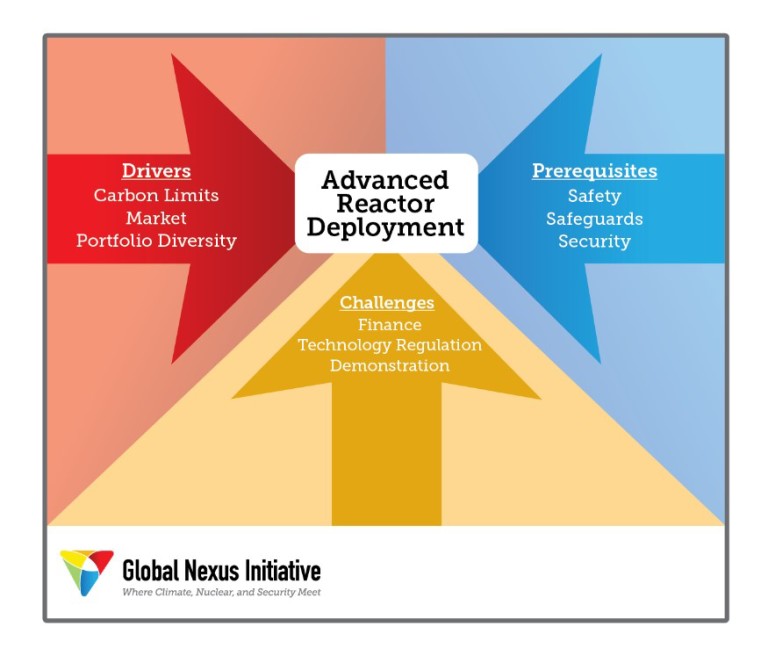 Drivers
Carbon Limits
Market
Portfolio Diversity
Advanced
Reactor
Deployment
Prerequisites
Safety
Safeguards
Security
Challenges
Finance
Technology Regulation
Demonstration
Global Nexus Initiative
Where Climate, Nuclear, and Security Meet